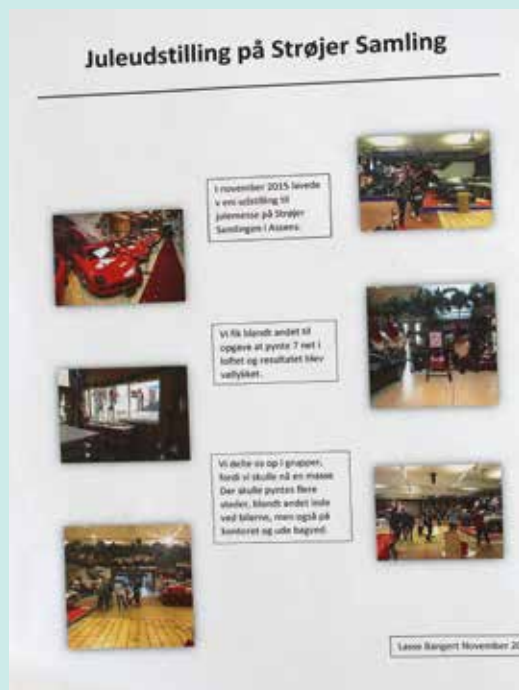 Juleudstilling på Strøjer Samling
I november 2015 lavede
v eni udstilling til
julemesse på Strøjer
Samlingen i Assens.
Vi fik blandt andet til
opgave at pynte 7 net i
loftet og resultatet blev
vellykket.
Vi delte os op i grupper,
fordi vi skulle nå en masse
Der skulle pyntes flere
steder, blandt andet inde
ved bilerne, men også på
kontoret og ude bagved.
Lasse Bangert November 20